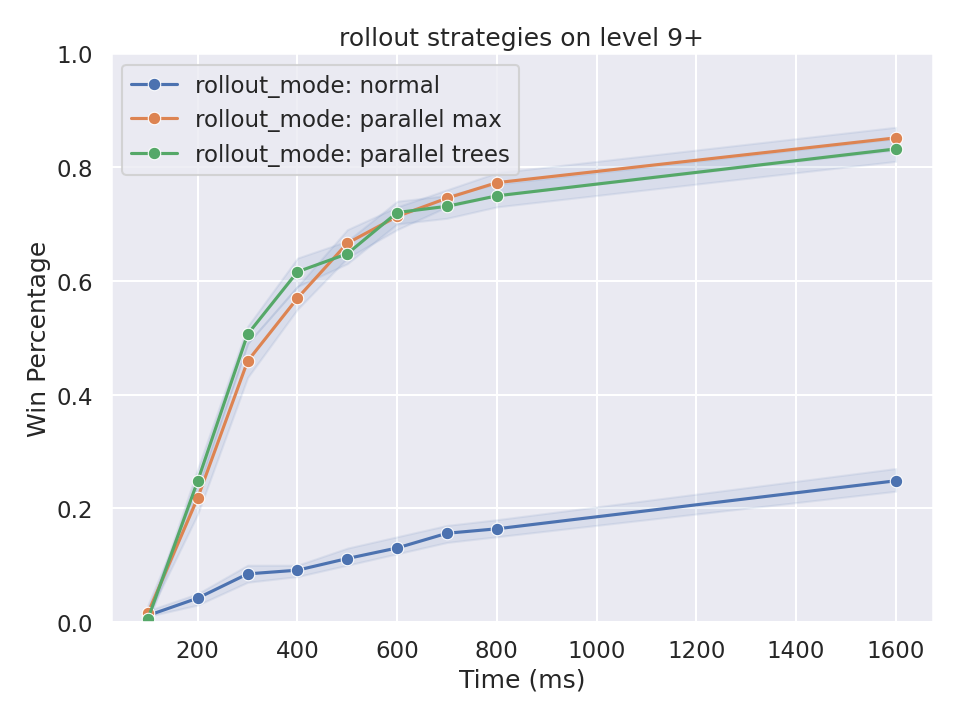 rollout strategies on level 9+
1.0
rollout_mode: normal
rollout_mode: parallel max
rollout_mode: parallel trees
0.8
0.6
0.4
0.2
0.0
Win Percentage
200 400 600 800 1000 1200 1400 1600
Time (ms)